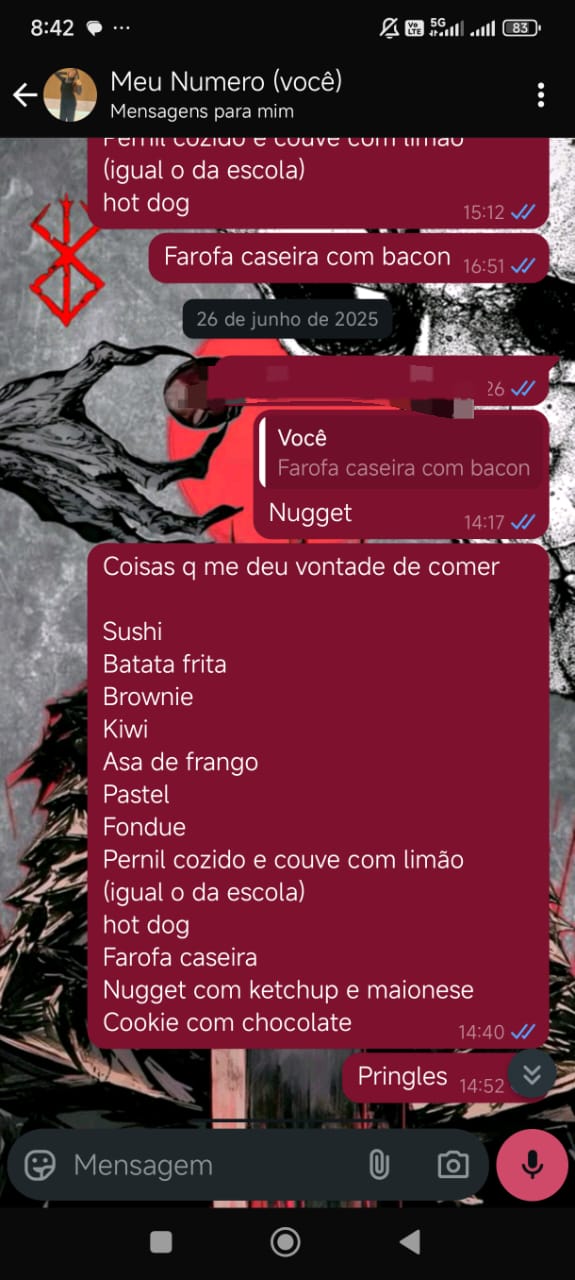 8:42
5G
Vo
LTE
83
Meu Numero (você)
Mensagens para mim
Pernil cozido e couve com limão
(igual o da escola)
hot dog
15:12
Farofa caseira com bacon
16:51
26 de junho de 2025
26
Você
Farofa caseira com bacon
Nugget
14:17
Coisas q me deu vontade de comer
Sushi
Batata frita
Brownie
Kiwi
Asa de frango
Pastel
Fondue
Pernil cozido e couve com limão
(igual o da escola)
hot dog
Farofa caseira
Nugget com ketchup e maionese
Cookie com chocolate
14:40
Pringles
14:52
Mensagem